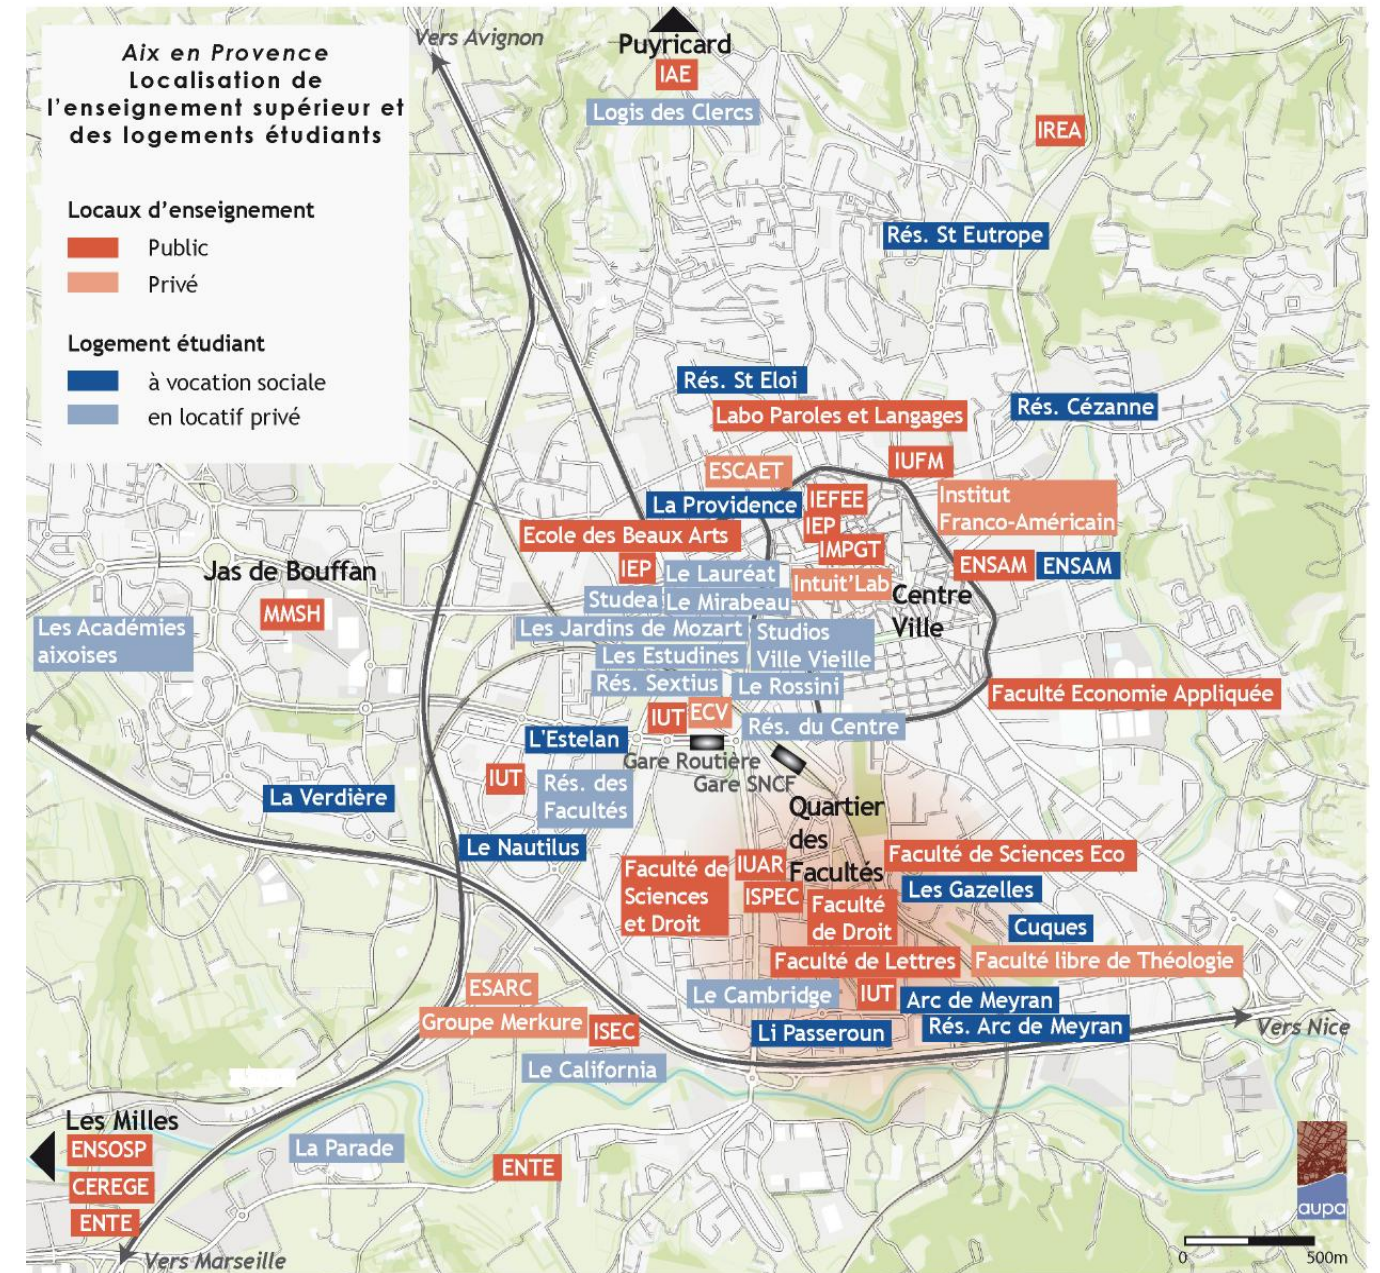 Aix en Provence
Localisation de
l'enseignement supérieur et
des logements étudiants
Locaux d'enseignement
Public
Privé
Logement étudiant
à vocation sociale
en locatif privé
Vers Avignon
Puyricard
IAE
Logis des Clercs
IREA
Rés. St Eutrope
Rés. St Eloi
Rés. Cézanne
Labo Paroles et Langages
IUFM
ESCAET
Institut
Franco-Américain
La Providence
IEFEE
IEP
Ecole des Beaux Arts
IMPGT
ENSAM
ENSAM
IEP
Le Lauréat
Intuit'Lab
Jas de Bouffan
Centre
Ville
Studea
Le Mirabeau
MMSH
Les Académies
aixoises
Les Jardins de Mozart
Studios
Ville Vieille
Les Estudines
Rés. Sextius
Le Rossini
Faculté Economie Appliquée
IUT
ECV
Rés. du Centre
L'Estelan
Gare Routière
Gare SNCF
IUT
Rés. des
Facultés
La Verdière
Quartier
des
Facultés
Le Nautilus
Faculté de Sciences Eco
IUAR
Faculté de
Sciences
et Droit
ISPEC
Les Gazelles
Faculté
de Droit
Cuques
Faculté de Lettres
Faculté libre de Théologie
ESARC
Le Cambridge
IUT
Arc de Meyran
Groupe Merkure
ISEC
Li Passeroun
Rés. Arc de Meyran
Vers Nice
Le California
Les Milles
ENSOSP
CEREGE
ENTE
La Parade
ENTE
Vers Marseille
aupa
0
500m